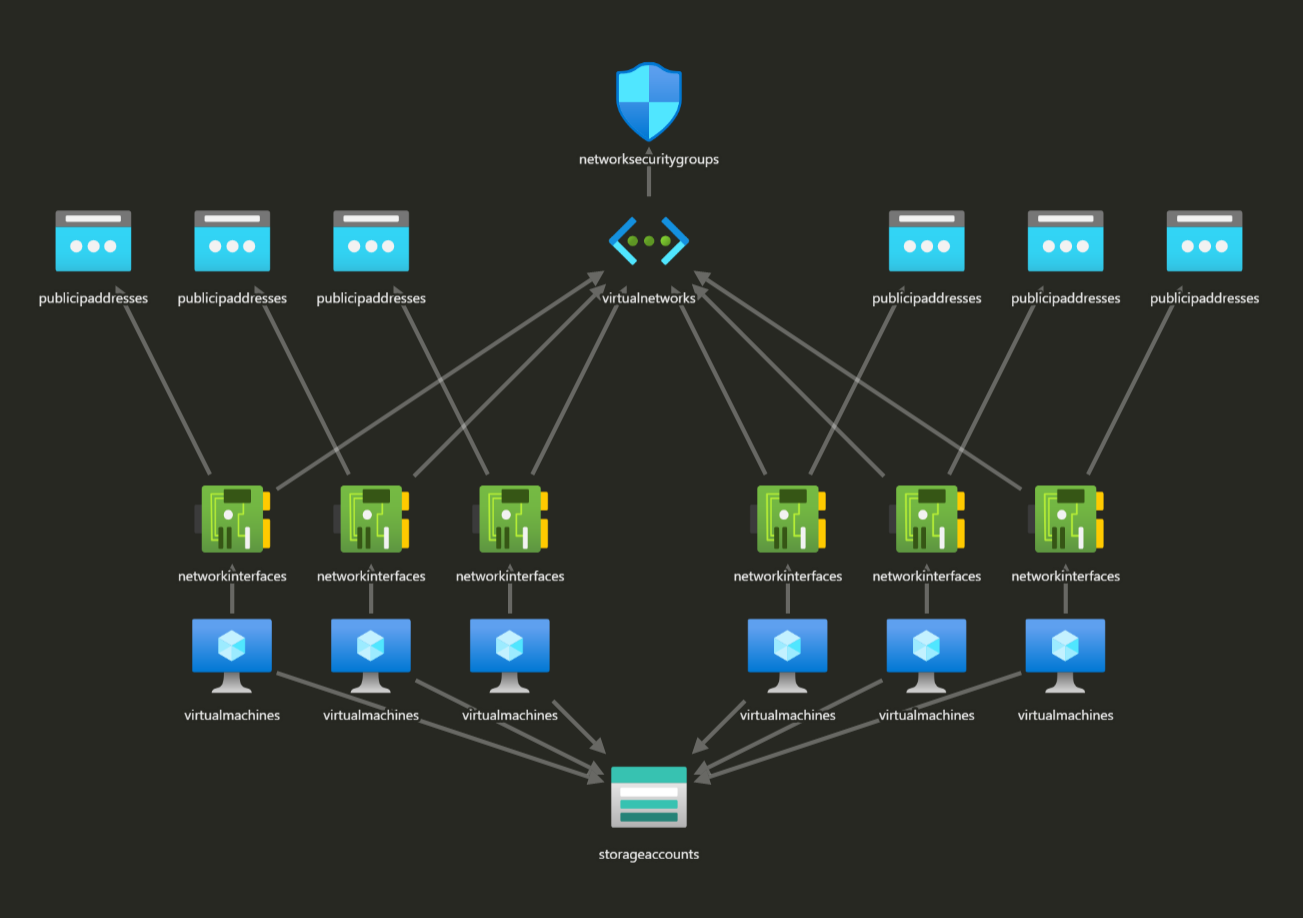 networksecuritygroups
publicipaddresses
publicipaddresses
publicipaddresses
virtualnetworks
publicipaddresses
publicipaddresses
publicipaddresses
networkinterfaces
networkinterfaces
networkinterfaces
networkinterfaces
networkinterfaces
networkinterfaces
virtualmachines
virtualmachines
virtualmachines
virtualmachines
virtualmachines
virtualmachines
storageaccounts